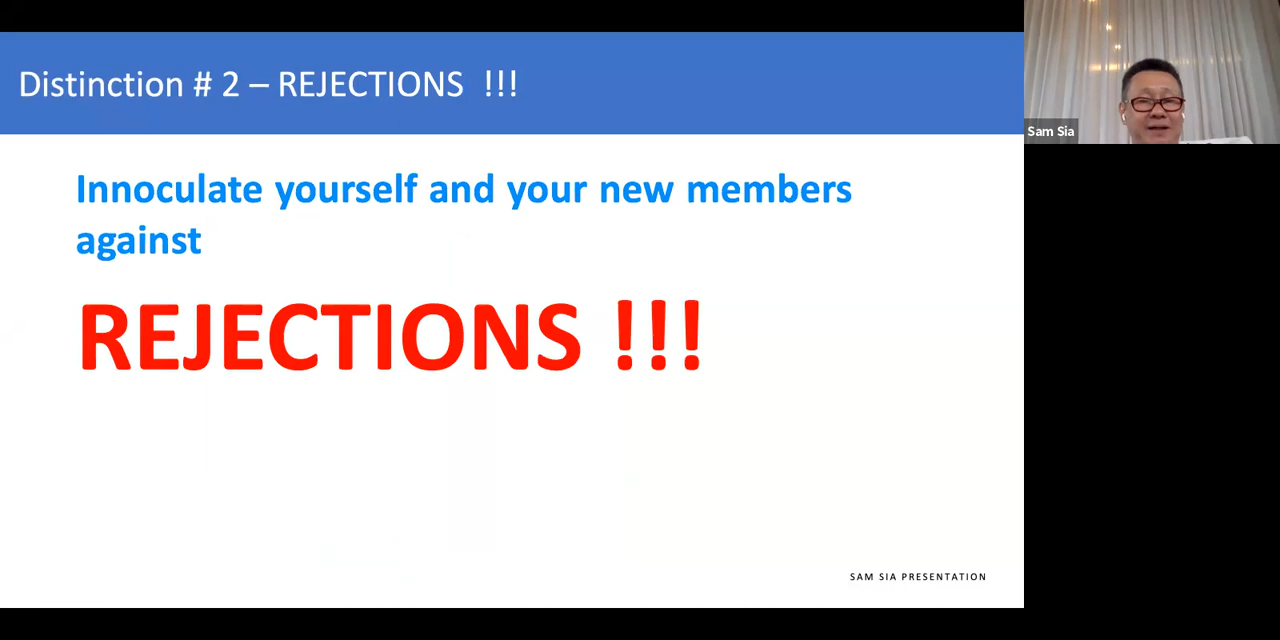 Distinction # 2 – REJECTIONS !!!
Sam Sia
Innoculate yourself and your new members
against
REJECTIONS !!!
SAM SIA PRESENTATION